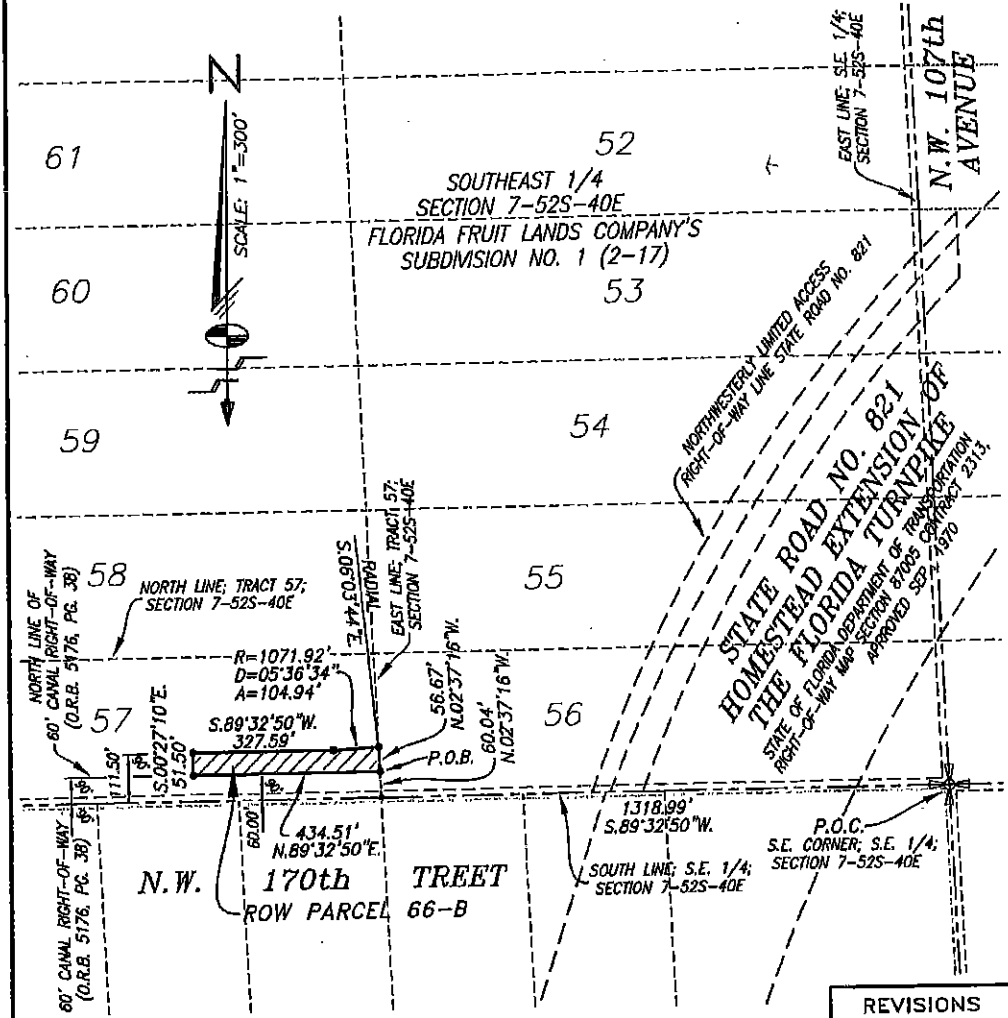 N
SCALE: 1"=300'
61
52
SOUTHEAST 1/4
SECTION 7-52S-40E
FLORIDA FRUIT LANDS COMPANY'S
SUBDIVISION NO. 1 (2-17)
EAST LINE; S.E. 1/4;
SECTION 7-52S-40E
N.W. 107th
AVENUE
60
53
NORTHWESTERLY LIMITED ACCESS
RIGHT-OF-WAY LINE STATE ROAD NO. 821
59
54
STATE ROAD NO. 821
HOMESTEAD EXTENSION OF
THE FLORIDA TURNPIKE
STATE OF FLORIDA DEPARTMENT OF TRANSPORTATION
RIGHT-OF-WAY MAP SECTION 87005 CONTRACT 2313,
APPROVED SEP 1970
58
NORTH LINE; TRACT 57;
SECTION 7-52S-40E
RADIAL
S.06°03'44"E.
EAST LINE; TRACT 57;
SECTION 7-52S-40E
55
NORTH LINE OF
60' CANAL RIGHT-OF-WAY
(O.R.B. 5176, PG. 38)
57
R=1071.92'
D=05°36'34"
A=104.94'
S.89°32'50"W.
327.59'
S.00°27'10"E.
51.50'
111.50'
56.67'
N.02°37'16"W.
P.O.B.
60.04'
N.02°37'16"W.
56
60.00'
434.51'
N.89°32'50"E.
1318.99'
S.89°32'50"W.
P.O.C.
S.E. CORNER; S.E. 1/4;
SECTION 7-52S-40E
SOUTH LINE; S.E. 1/4;
SECTION 7-52S-40E
60' CANAL RIGHT-OF-WAY
(O.R.B. 5176, PG. 38)
N.W. 170th TREET
ROW PARCEL 66-B
REVISIONS